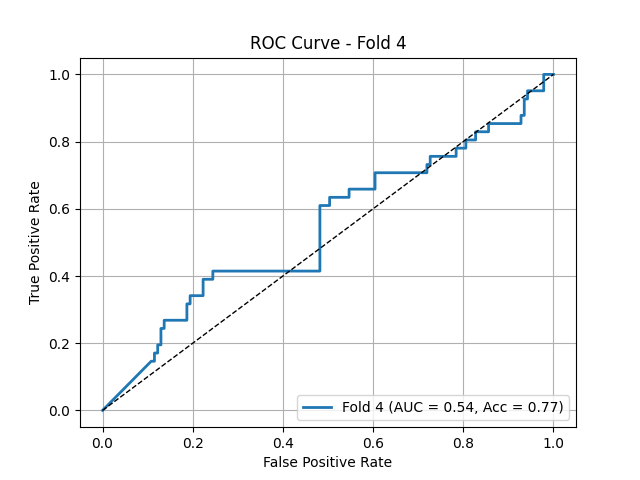 ROC Curve - Fold 4
True Positive Rate
1.0
0.8
0.6
0.4
0.2
0.0
Fold 4 (AUC = 0.54, Acc = 0.77)
0.0 0.2 0.4 0.6 0.8 1.0
False Positive Rate